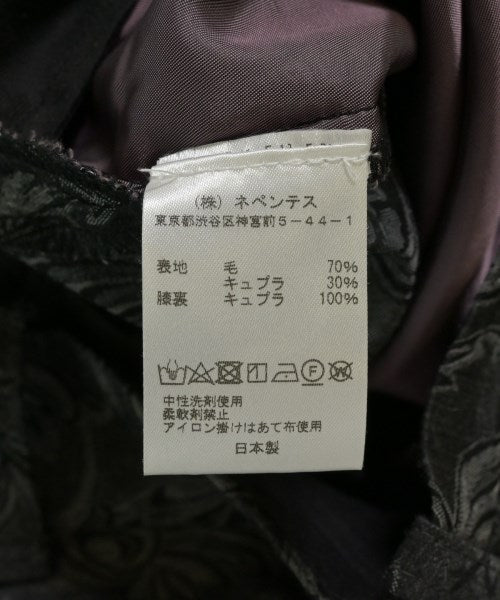 (株) ネペンテス
東京都渋谷区神宮前5-44-1
表地 毛 70%
キュプラ 30%
膝裏 キュプラ 100%
中性洗剤使用
柔軟剤禁止
アイロン掛けはあて布使用
日本製